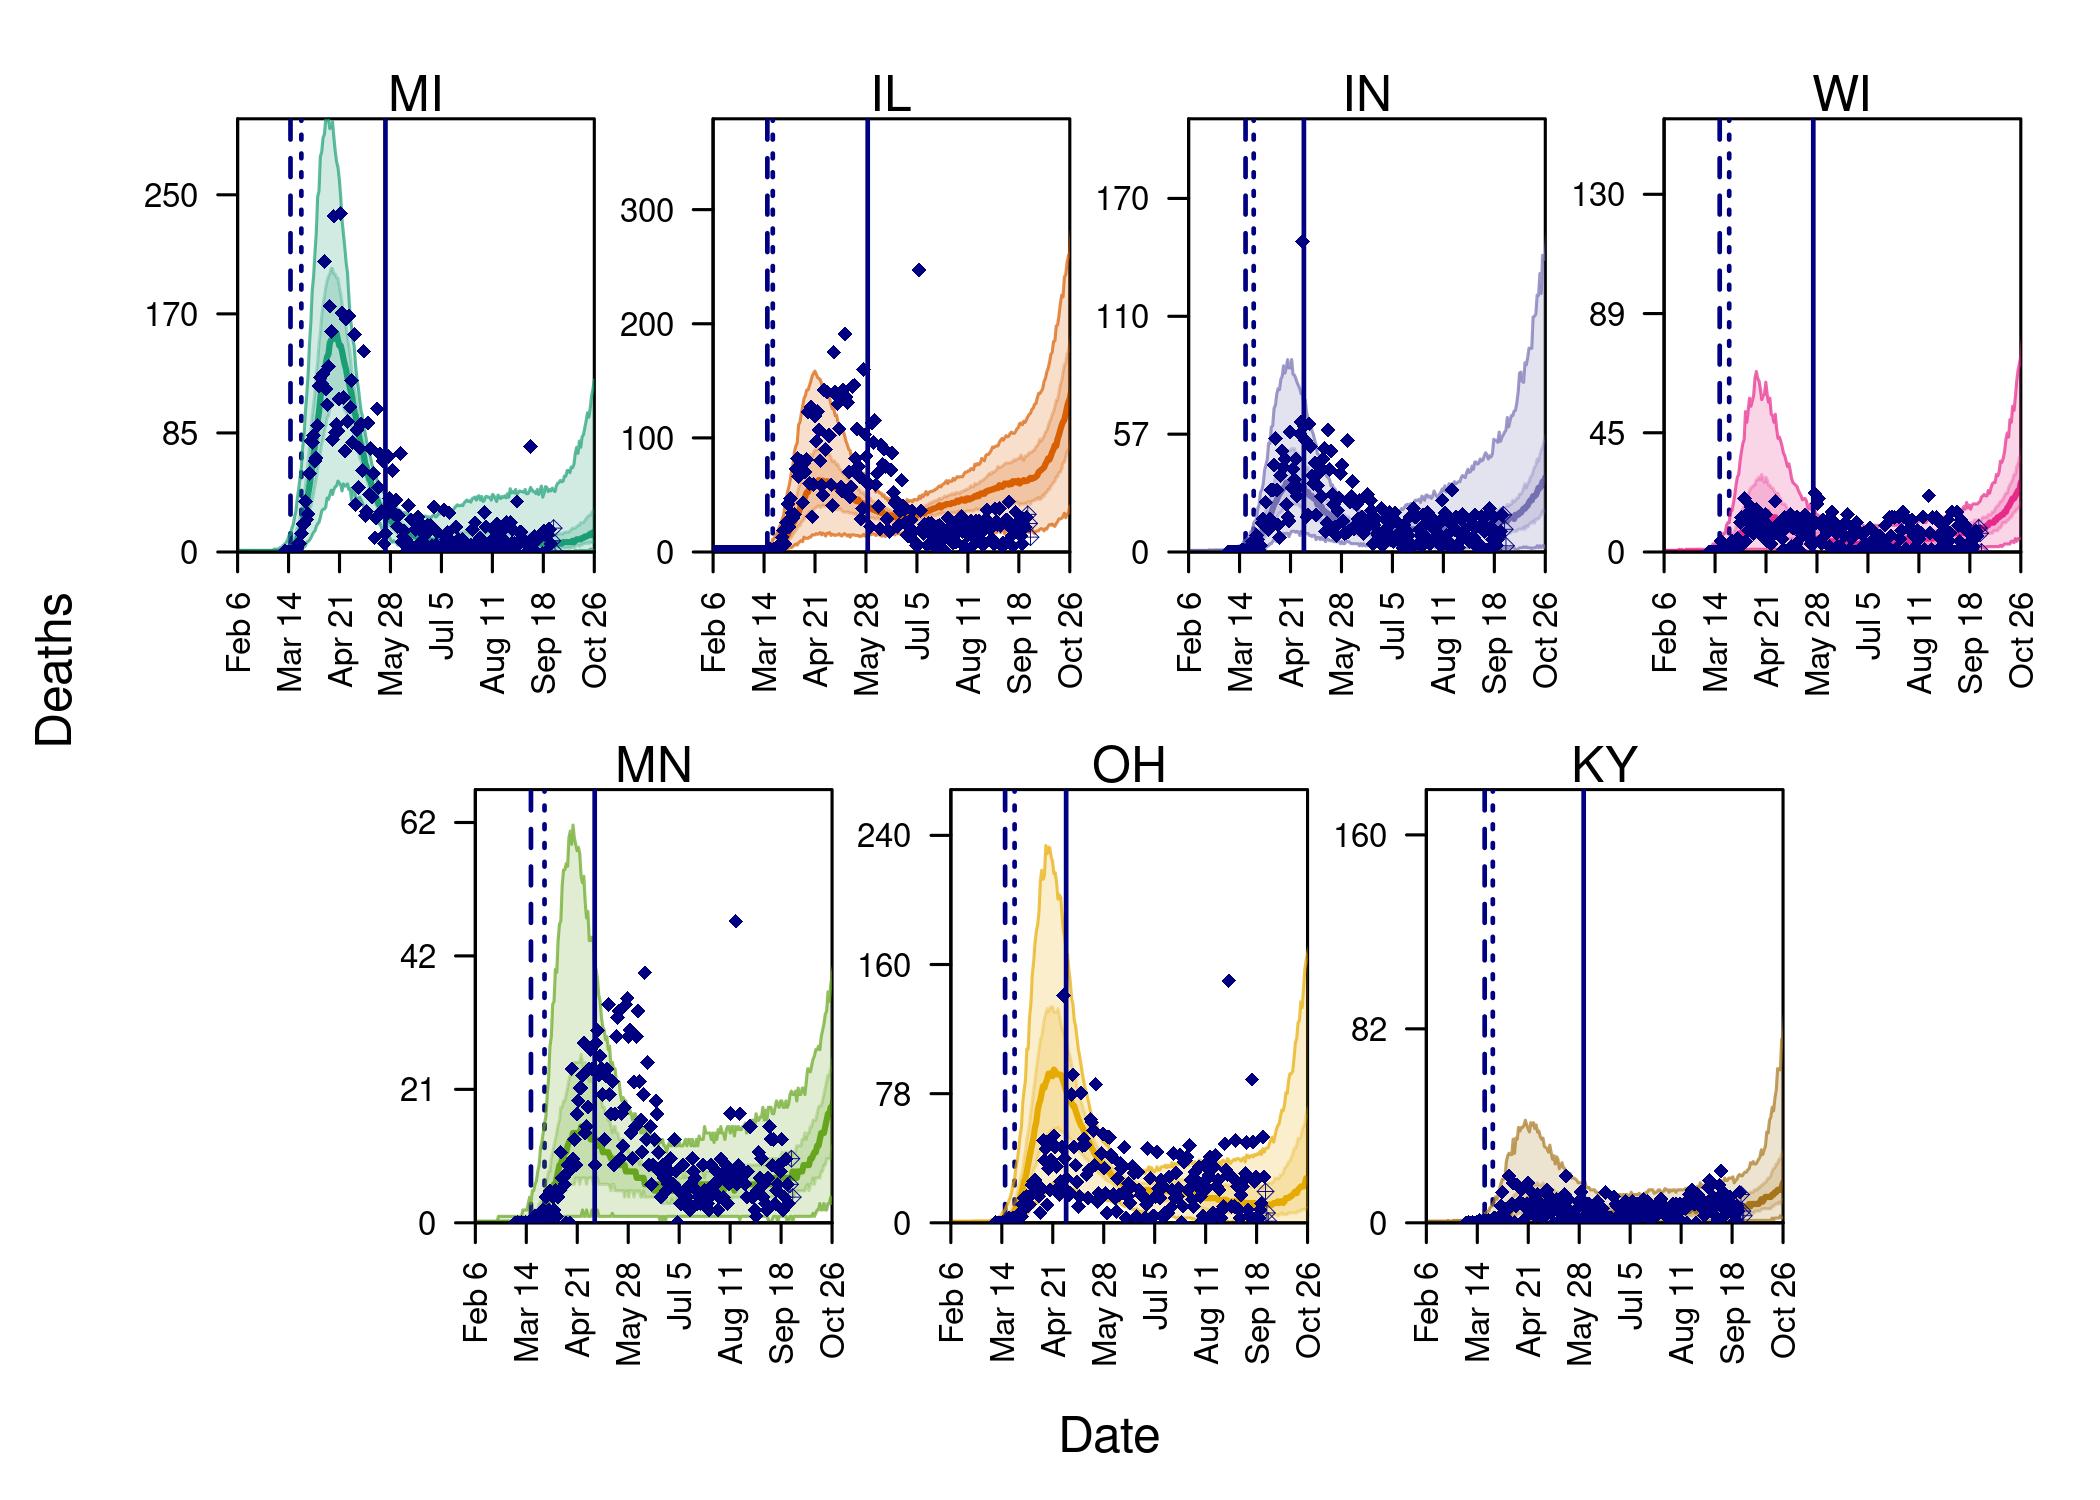 MI
IL
IN
WI
250
170
85
0
300
200
100
0
170
110
57
0
130
89
45
0
Feb 6
Mar 14
Apr 21
May 28
Jul 5
Aug 11
Sep 18
Oct 26
Feb 6
Mar 14
Apr 21
May 28
Jul 5
Aug 11
Sep 18
Oct 26
Feb 6
Mar 14
Apr 21
May 28
Jul 5
Aug 11
Sep 18
Oct 26
Feb 6
Mar 14
Apr 21
May 28
Jul 5
Aug 11
Sep 18
Oct 26
Deaths
MN
OH
KY
62
42
21
0
240
160
78
0
160
82
0
Feb 6
Mar 14
Apr 21
May 28
Jul 5
Aug 11
Sep 18
Oct 26
Feb 6
Mar 14
Apr 21
May 28
Jul 5
Aug 11
Sep 18
Oct 26
Feb 6
Mar 14
Apr 21
May 28
Jul 5
Aug 11
Sep 18
Oct 26
Date